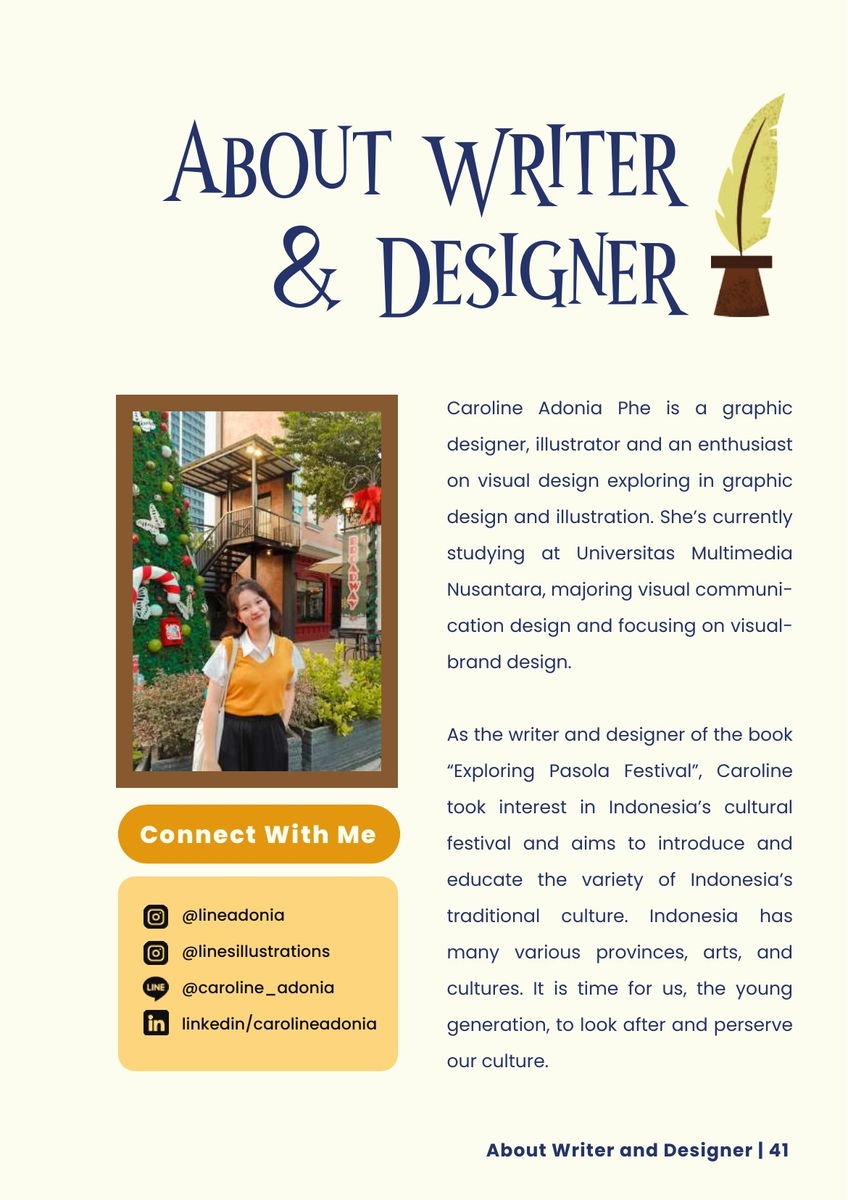 ABOUT WRITER
& DESIGNER
BROADWAY
Connect With Me
@lineadonia
@linesillustrations
LINE
@caroline_adonia
in
linkedin/carolineadonia
Caroline Adonia Phe is a graphic
designer, illustrator and an enthusiast
on visual design exploring in graphic
design and illustration. She’s currently
studying at Universitas Multimedia
Nusantara, majoring visual communi-
cation design and focusing on visual-
brand design.
As the writer and designer of the book
“Exploring Pasola Festival”, Caroline
took interest in Indonesia’s cultural
festival and aims to introduce and
educate the variety of Indonesia’s
traditional culture. Indonesia has
many various provinces, arts, and
cultures. It is time for us, the young
generation, to look after and perserve
our culture.
About Writer and Designer | 41